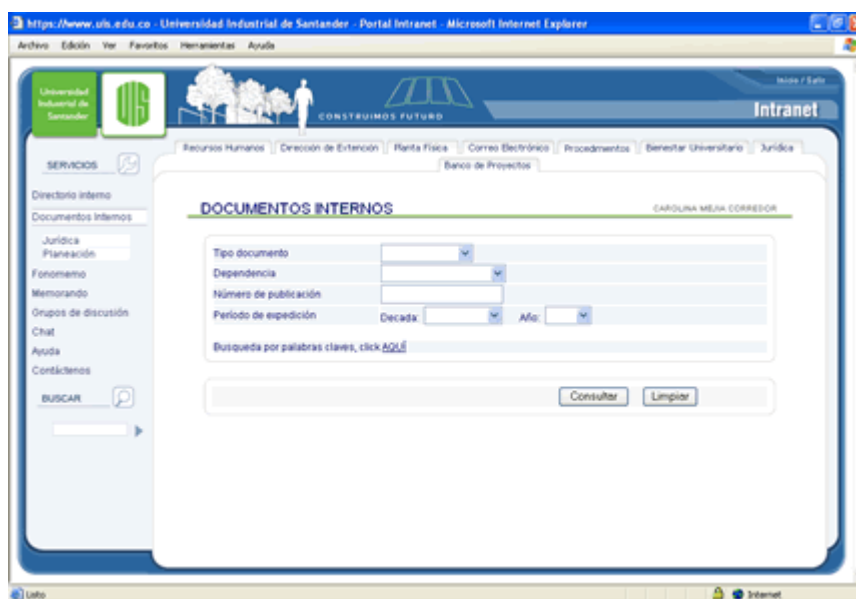 https://www.uis.edu.co - Universidad Industrial de Santander - Portal Intranet - Microsoft Internet Explorer
Archivo Edición Ver Favoritos Herramientas Ayuda
Universidad
Industrial de
Santander
UIS
CONSTRUIMOS FUTURO
Inicio / Salir
Intranet
Recursos Humanos Dirección de Extención Planta Física Correo Electrónico Procedimientos Bienestar Universitario Jurídica
Banco de Proyectos
SERVICIOS
Directorio interno
Documentos Internos
Jurídica
Planeación
Fonomemo
Memorando
Grupos de discusión
Chat
Ayuda
Contáctenos
BUSCAR
DOCUMENTOS INTERNOS
CAROLINA MEJIA CORREDOR
Tipo documento
Dependencia
Número de publicación
Período de expedición Decada: Año:
Busqueda por palabras claves, click AQUÍ
Consultar Limpiar
Listo
Internet